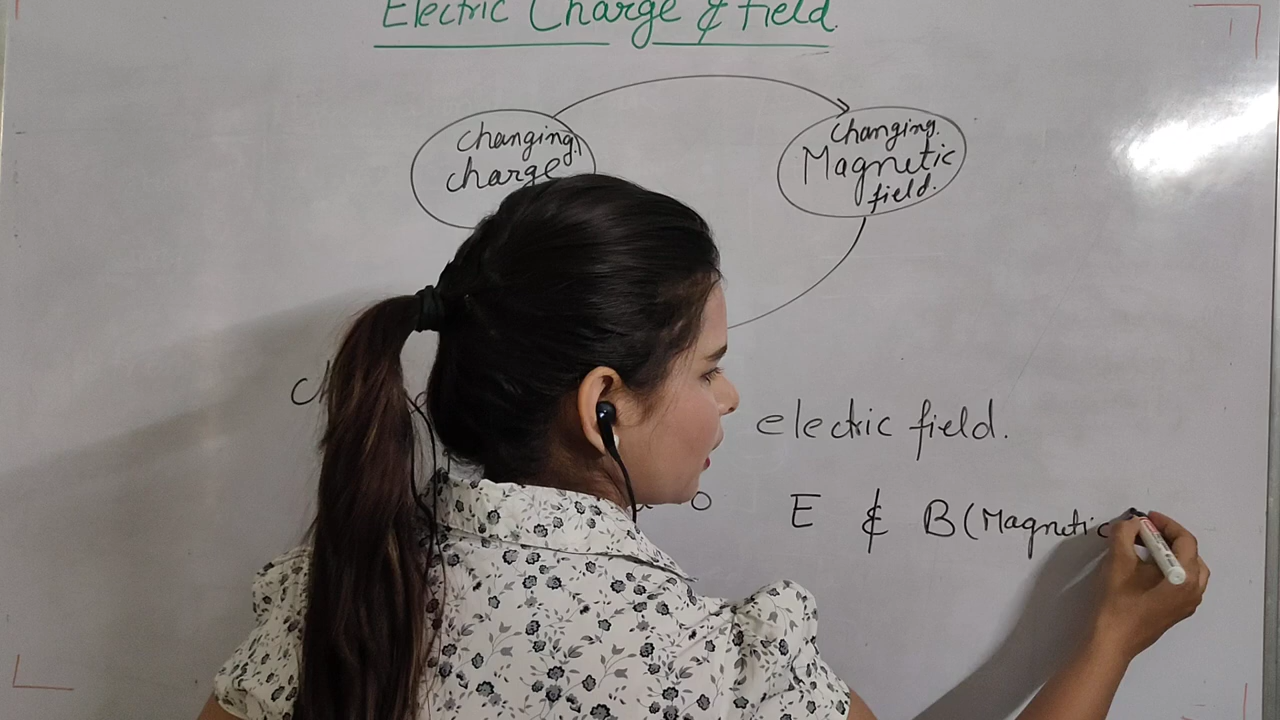 Electric Charge & field.
changing
charge
changing.
Magnetic
field.
electric field.
E & B (Magnetic